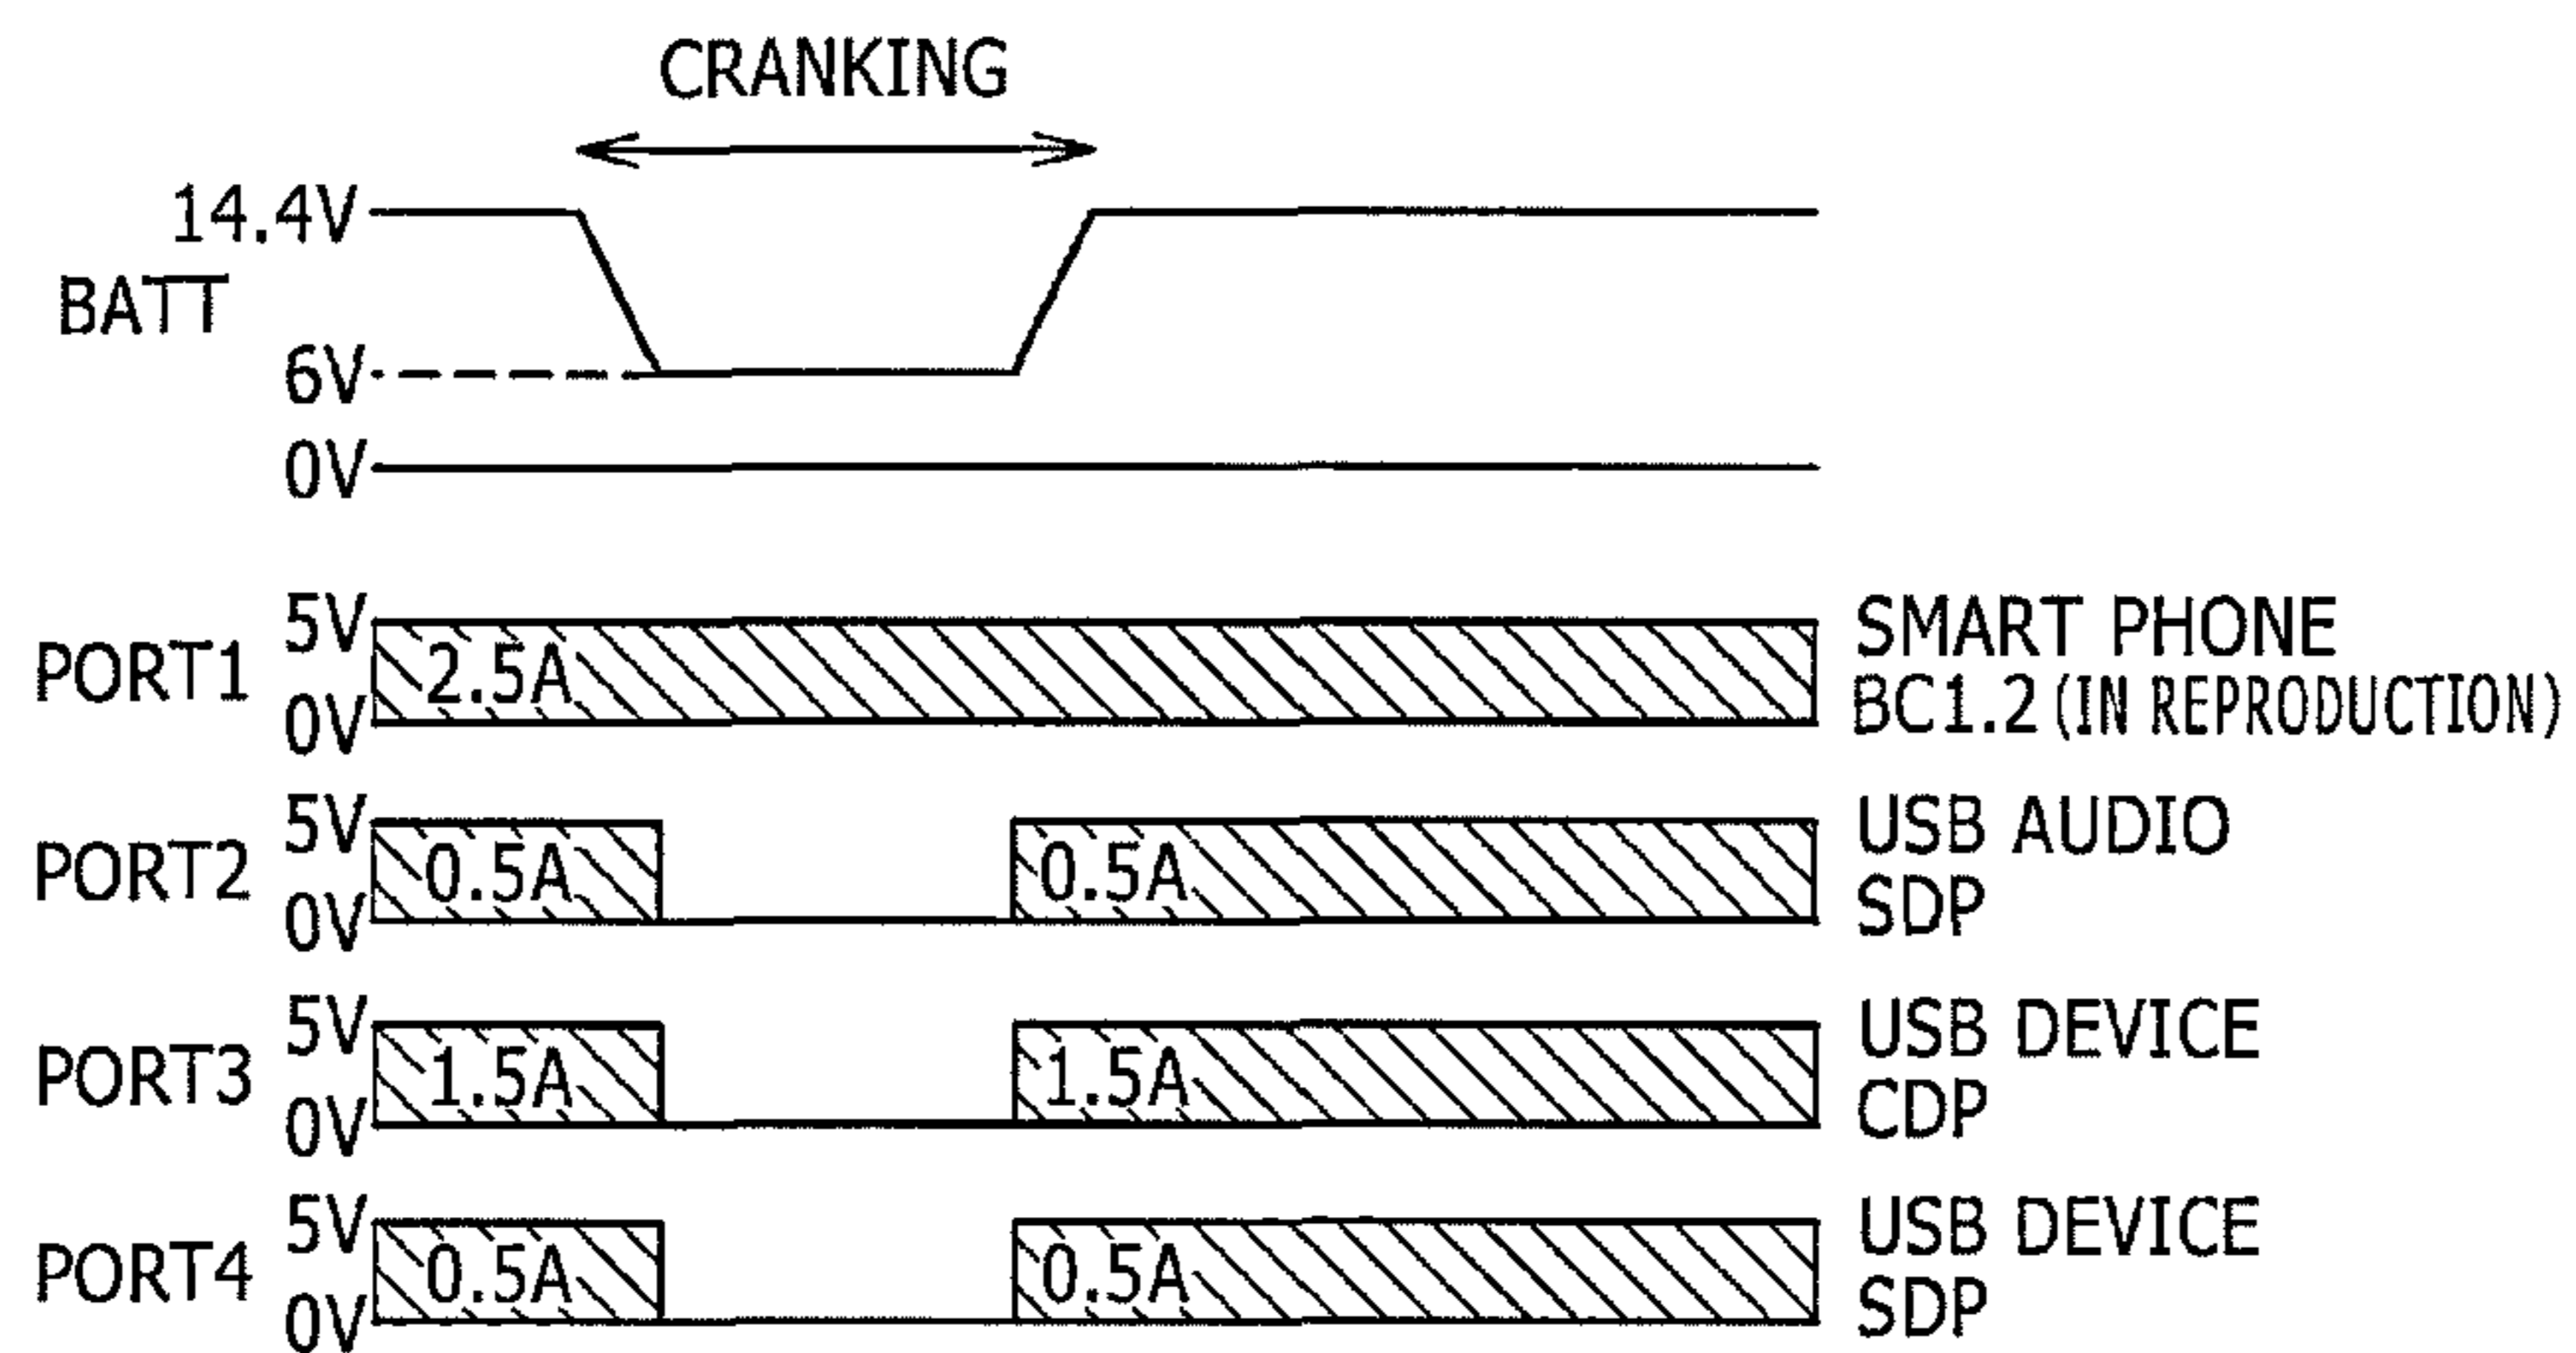 CRANKING
14.4V
BATT
6V
0V
5V
PORT1
2.5A
0V
SMART PHONE
BC1.2 (IN REPRODUCTION)
5V
PORT2
0.5A
0.5A
0V
USB AUDIO
SDP
5V
PORT3
1.5A
1.5A
0V
USB DEVICE
CDP
5V
PORT4
0.5A
0.5A
0V
USB DEVICE
SDP